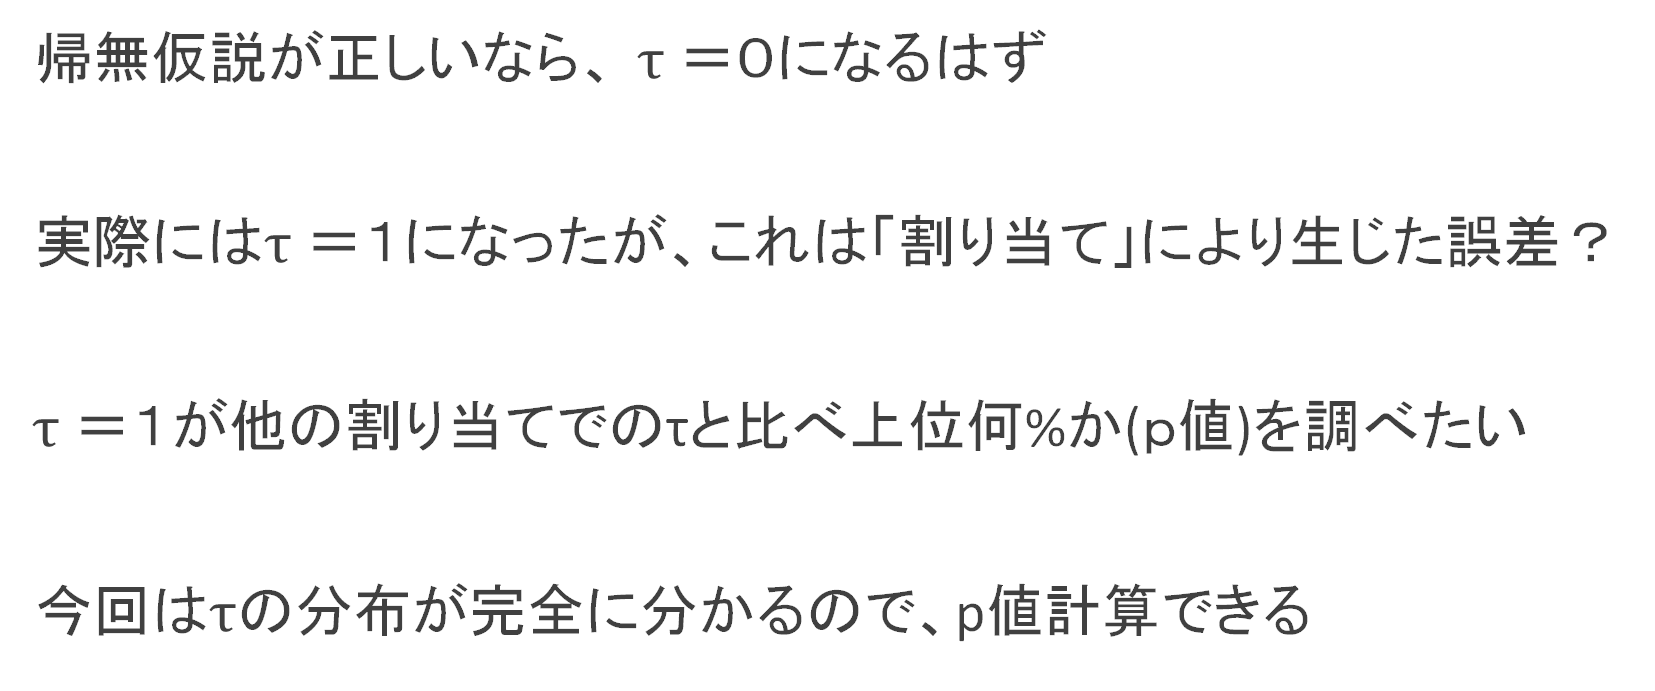 帰無仮説が正しいなら、τ＝０になるはず
実際にはτ＝１になったが、これは「割り当て」により生じた誤差？
τ＝１が他の割り当てでのτと比べ上位何%か(p値)を調べたい
今回はτの分布が完全に分かるので、p値計算できる